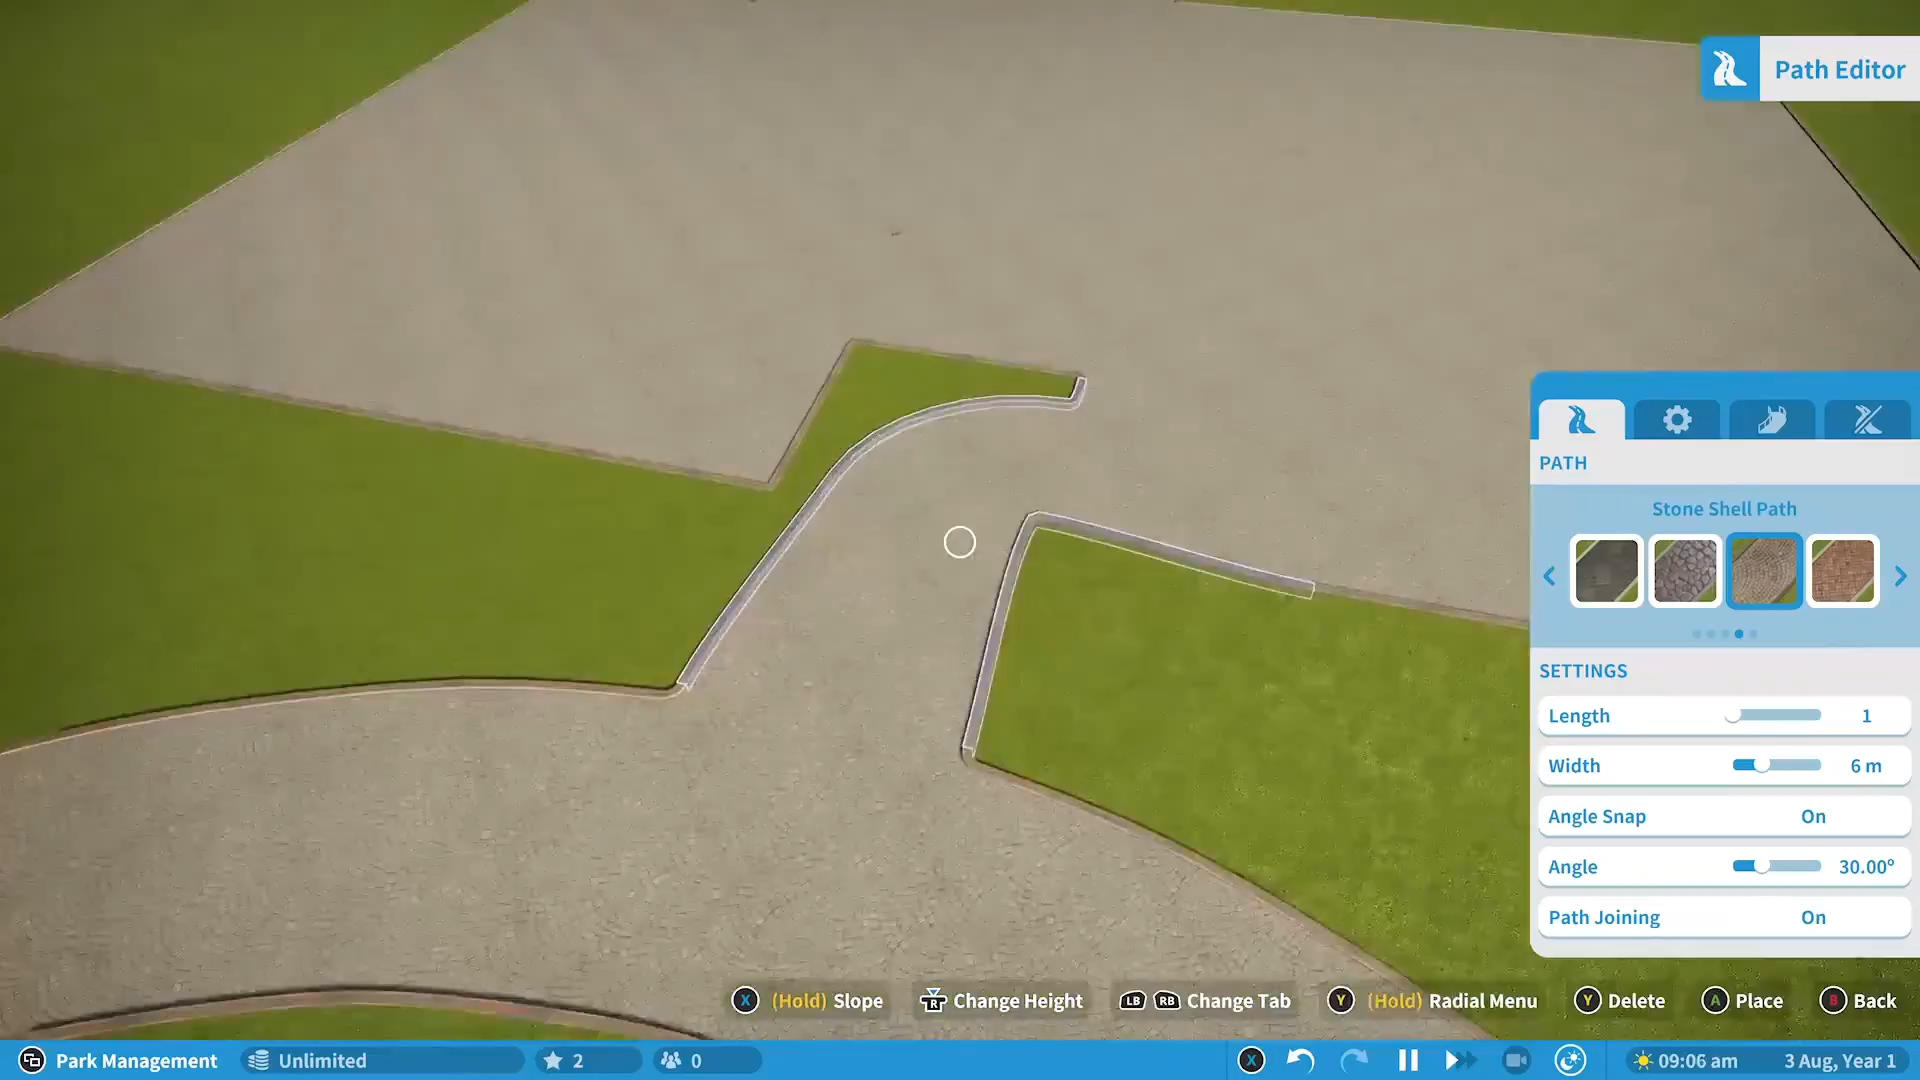 Path Editor
PATH
Stone Shell Path
SETTINGS
Length 1
Width 6 m
Angle Snap On
Angle 30.00º
Path Joining On
X (Hold) Slope R Change Height LB RB Change Tab Y (Hold) Radial Menu Y Delete A Place B Back
Park Management Unlimited 2 0 X 09:06 am 3 Aug, Year 1